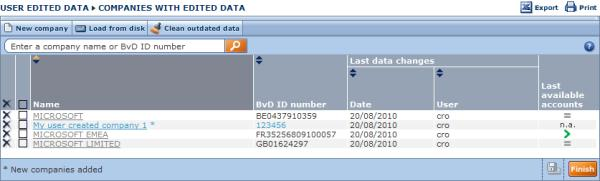 USER EDITED DATA ▸ COMPANIES WITH EDITED DATA
Export Print
New company Load from disk Clean outdated data
Enter a company name or BvD ID number
Last data changes
Name BvD ID number Date User Last available accounts
MICROSOFT BE0437910359 20/08/2010 cro =
My user created company 1 * 123456 20/08/2010 cro n.a.
MICROSOFT EMEA FR35256809100057 20/08/2010 cro >
MICROSOFT LIMITED GB01624297 20/08/2010 cro =
* New companies added
Finish